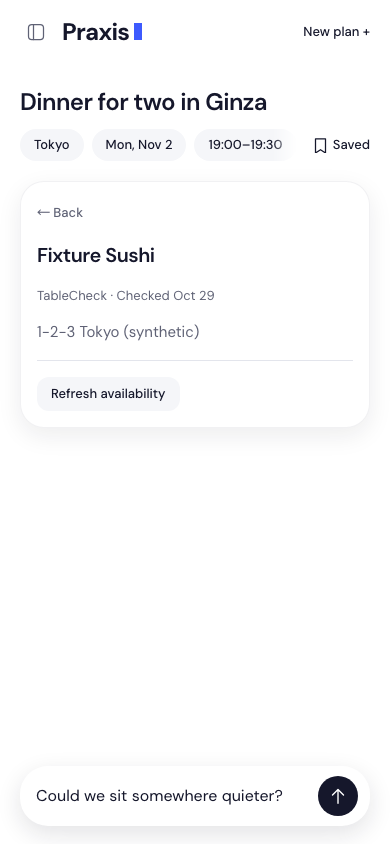 Praxis
New plan +
Dinner for two in Ginza
Tokyo
Mon, Nov 2
19:00–19:30
Saved
← Back
Fixture Sushi
TableCheck · Checked Oct 29
1-2-3 Tokyo (synthetic)
Refresh availability
Could we sit somewhere quieter?